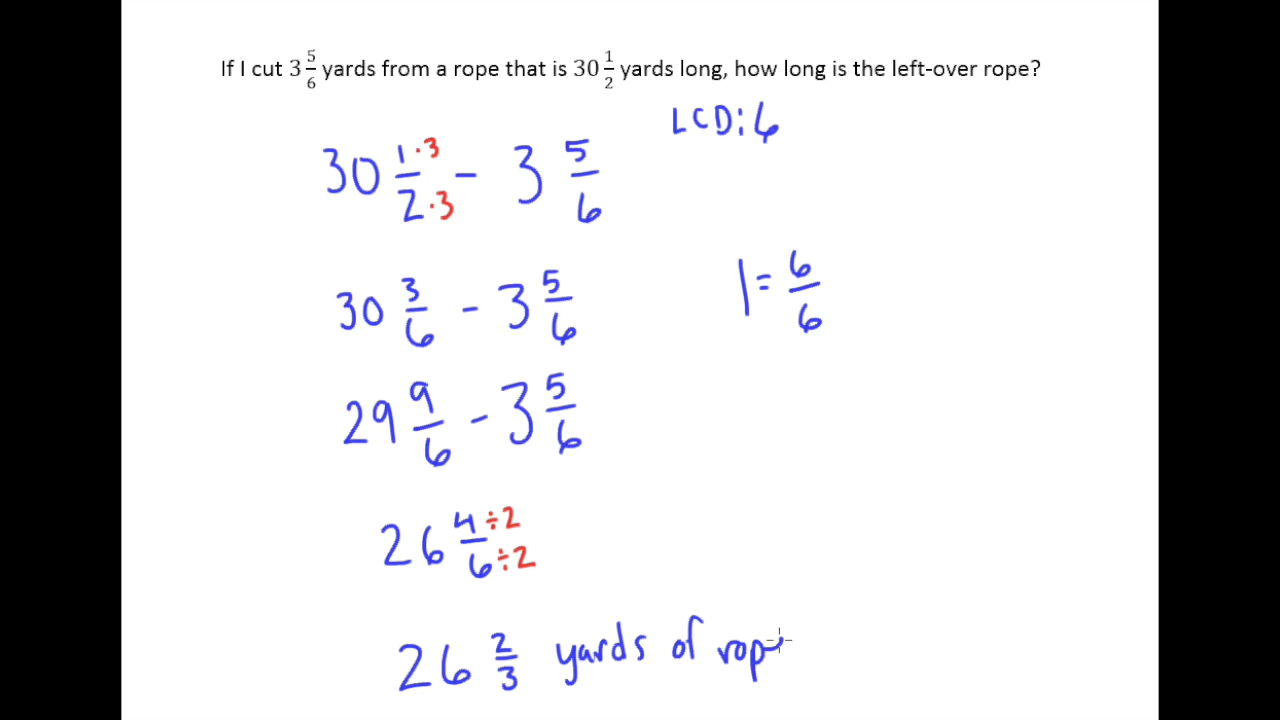 If I cut 3 5/6 yards from a rope that is 30 1/2 yards long, how long is the left-over rope?
LCD: 6
30 1·3/2·3 - 3 5/6
30 3/6 - 3 5/6
1 = 6/6
29 9/6 - 3 5/6
26 4÷2/6÷2
26 2/3 yards of rop